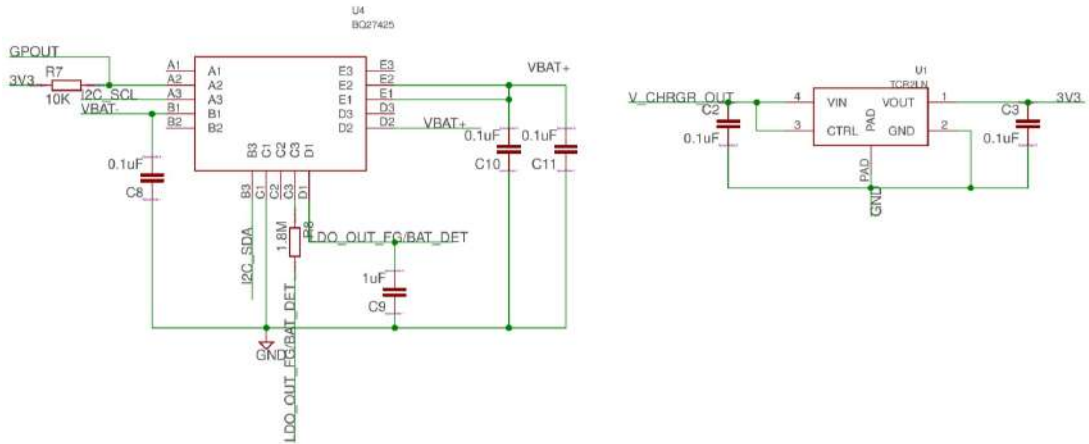 U4
BQ27425
GPOUT
R7
3V3
10K
I2C_SCL
VBAT-
A1
A2
A3
B1
B2
A1
A2
A3
B1
B2
E3
E2
E1
D3
D2
E3
E2
E1
D3
D2
VBAT+
VBAT+
B3
C1
C2
C3
D1
B3
C1
C2
C3
D1
0.1uF
C8
0.1uF
C10
0.1uF
C11
I2C_SDA
1.8M
R8
LDO_OUT_FG/BAT_DET
1uF
C9
GND
LDO_OUT_FG/BAT_DET
U1
TCR2LN
V_CHRGR_OUT
C2
0.1uF
4
3
VIN
CTRL
PAD
VOUT
GND
1
2
PAD
C3
0.1uF
3V3
GND